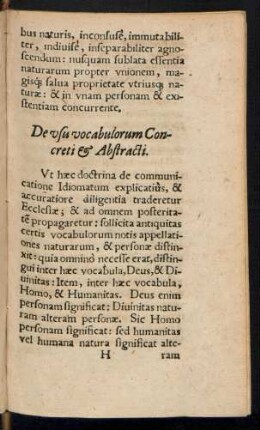 bus naturis, inconfusè, immutabili-
ter, indiuisè, inseparabiliter agno-
scendum: nusquam sublata essentia
naturarum propter vnionem, ma-
gisq́; salua proprietate vtriusq; na-
turæ: & in vnam personam & exi-
stentiam concurrente.
De vsu vocabulorum Con-
creti & Abstracti.
Vt hæc doctrina de communi-
catione Idiomatum explicatiùs, &
accuratiore diligentia traderetur
Ecclesiæ; & ad omnem posterita-
tẽ propagaretur: sollicita antiquitas
certis vocabulorum notis appellati-
ones naturarum, & personæ distin-
xit: quia omninò necesse erat, distin-
gui inter hæc vocabula, Deus, & Di-
uinitas: Item, inter hæc vocabula,
Homo, & Humanitas. Deus enim
personam significat: Diuinitas natu-
ram alteram personæ. Sic Homo
personam significat: sed humanitas
vel humana natura significat alte-
H ram